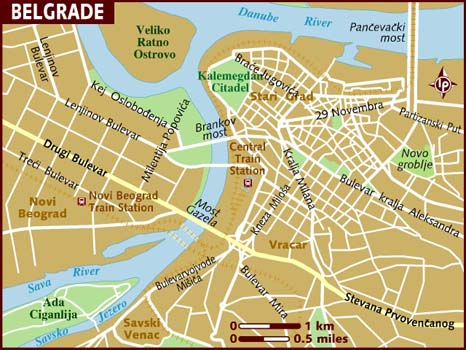 BELGRADE
Danube River
Pančevački
most
Veliko
Ratno
Ostrovo
Lenjinov
Bulevar
Kalemegdan
Citadel
Braće Jugovića
Stari Grad
Kej Oslobođenja
Lenjinov Bulevar
Milentija Popovića
Brankov
most
29 Novembra
Partizanski Put
LP
Drugi Bulevar
Treći Bulevar
Central
Train
Station
Novo
groblje
Kralja Milana
Kneza Miloša
Bulevar kralja Aleksandra
Novi
Beograd
Novi Beograd
Train Station
Most
Gazela
Vracar
Sava River
Bulevarvojvode
Mišića
Bulevar Mira
Stevana Prvovenčanog
Ada
Ciganlija
Savsko Jezero
Savski
Venac
0 1 km
0 0.5 miles